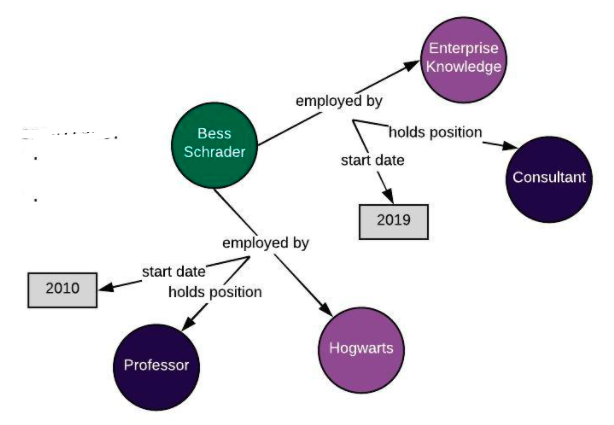 Enterprise
Knowledge
employed by
Bess
Schrader
holds position
start date
Consultant
2019
employed by
start date
2010
holds position
Hogwarts
Professor